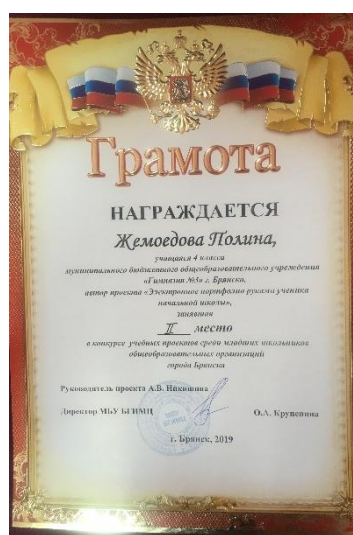 Грамота
НАГРАЖДАЕТСЯ
Жемоедова Полина,
учащаяся 4 класса
муниципального бюджетного общеобразовательного учреждения
«Гимназия №5» г. Брянска,
автор проекта «Электронное портфолио руками ученика
начальной школы»,
занявшая
II место
в конкурсе учебных проектов среди младших школьников
общеобразовательных организаций
города Брянска
Руководитель проекта А.В. Никишина
Директор МБУ БГИМЦ О.А. Крупенина
г. Брянск, 2019